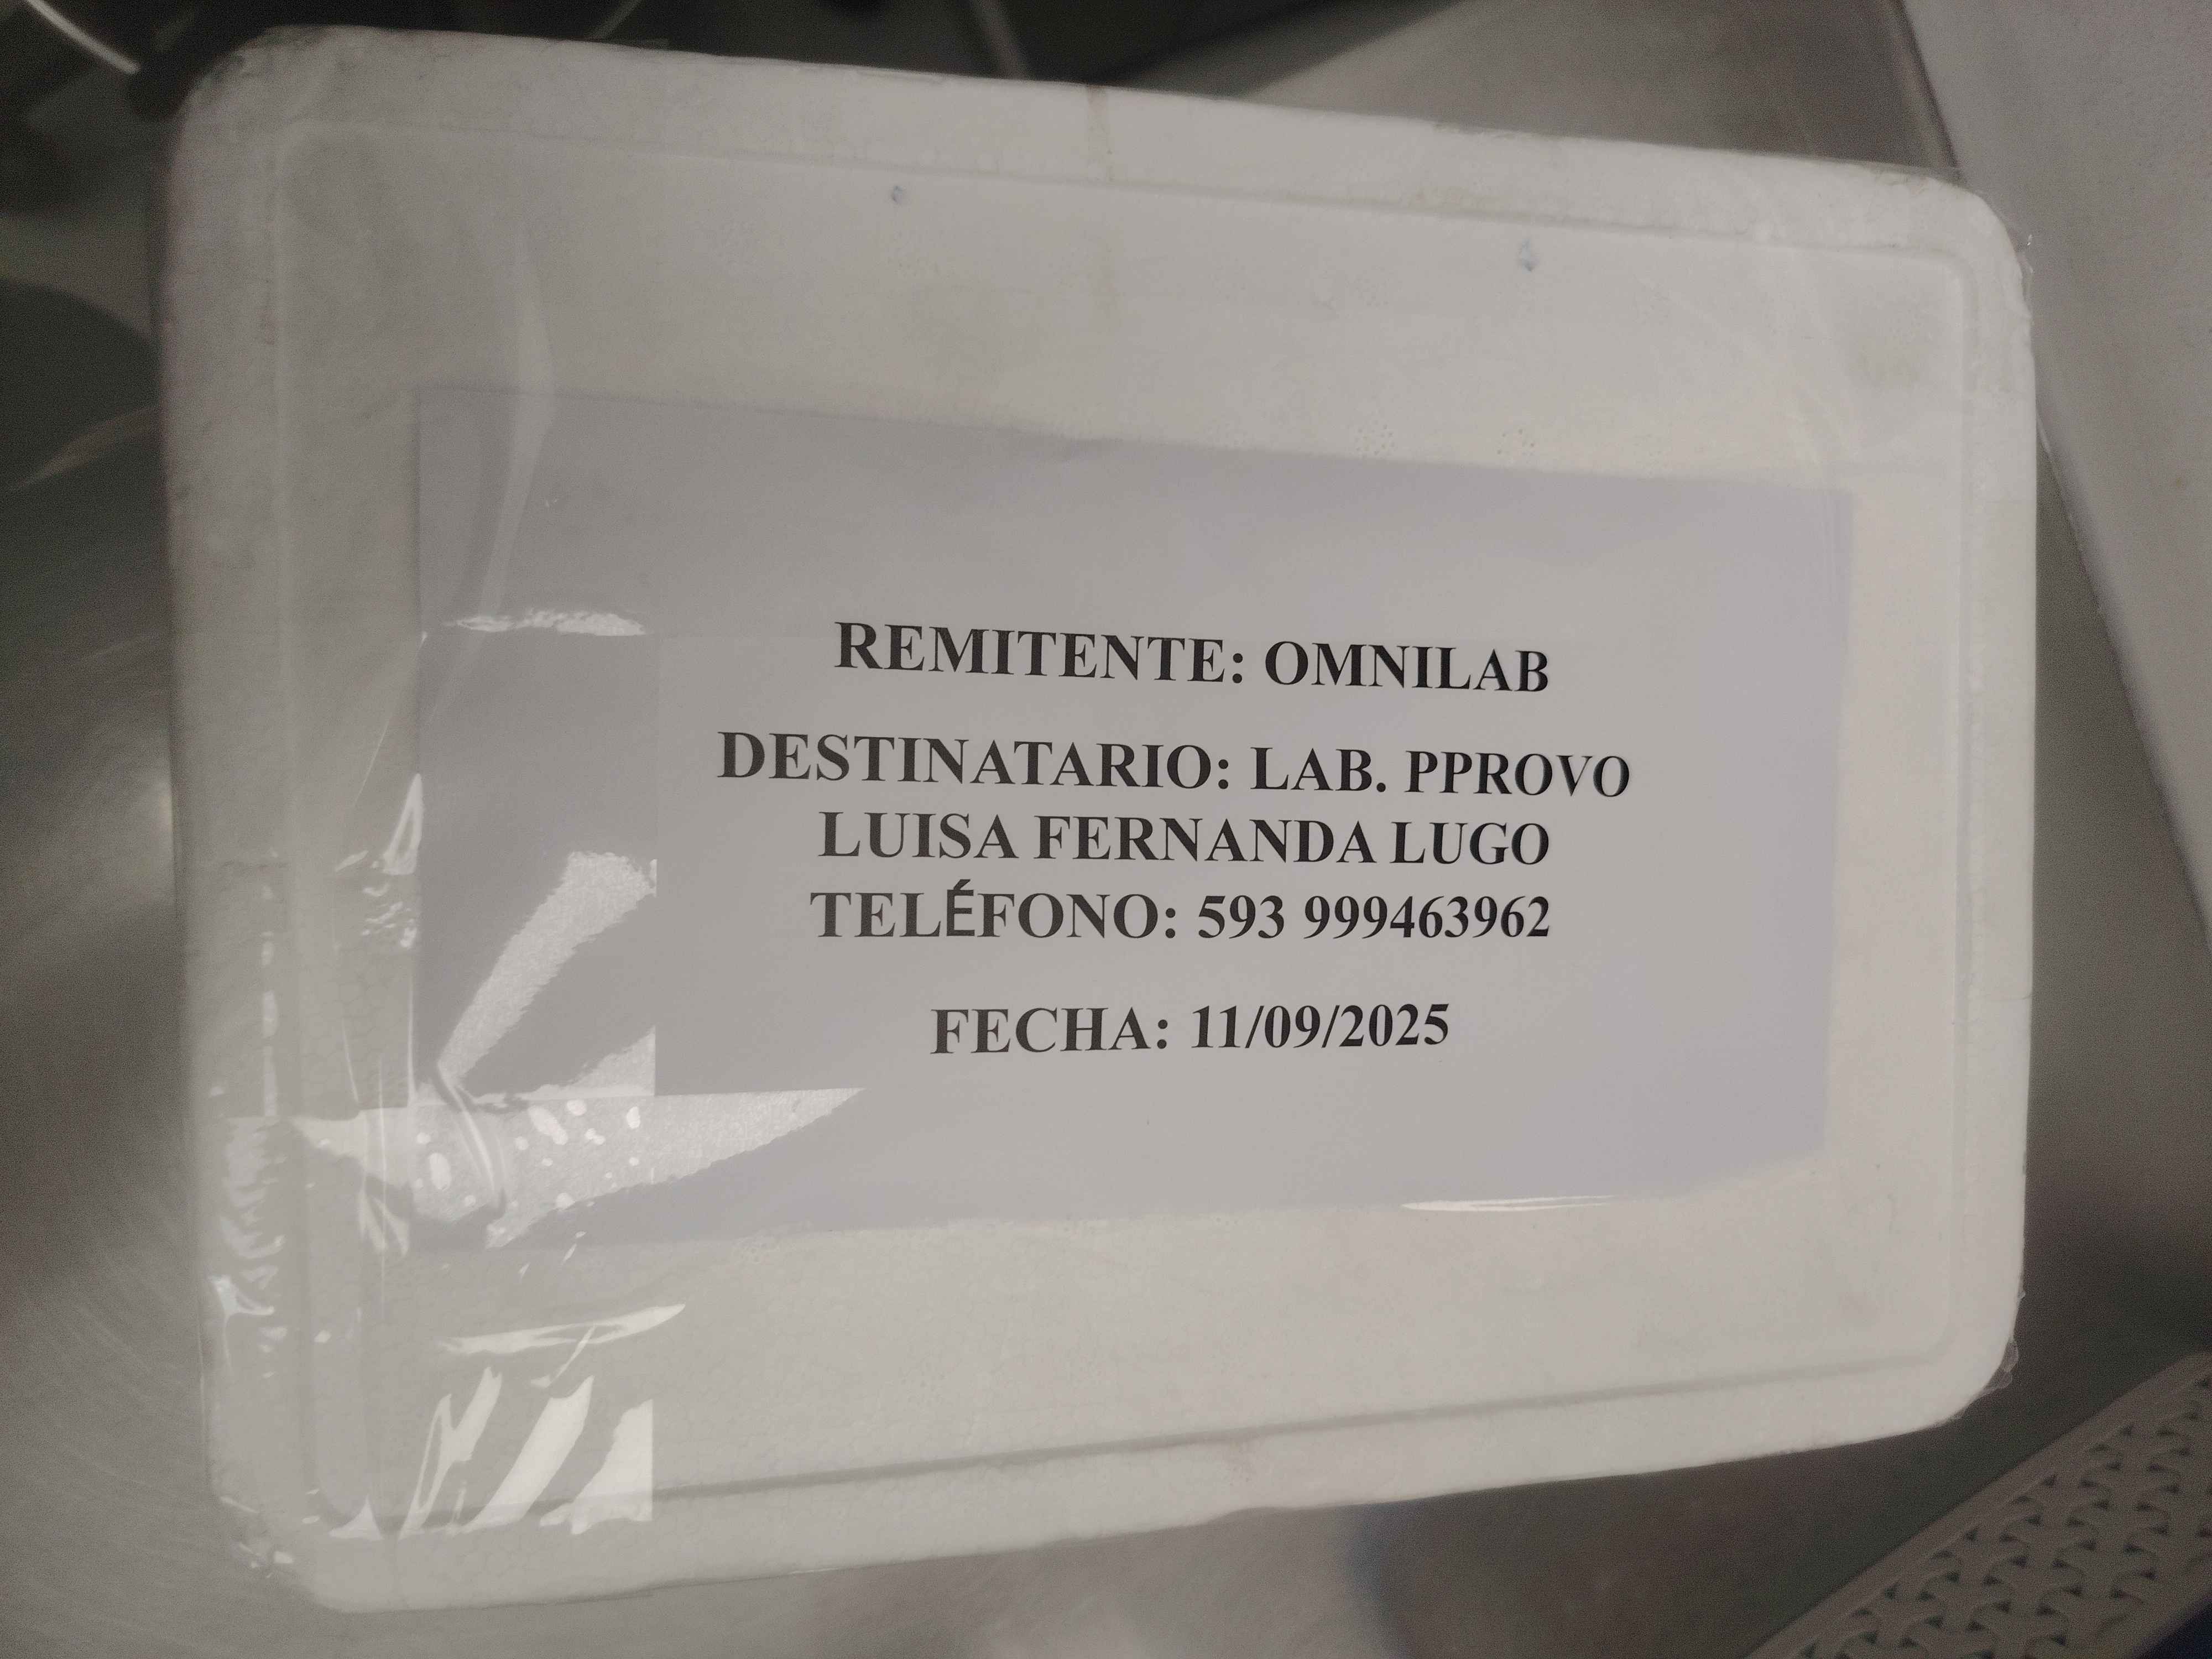 REMITENTE: OMNILAB
DESTINATARIO: LAB. PPROVO
LUISA FERNANDA LUGO
TELÉFONO: 593 999463962
FECHA: 11/09/2025